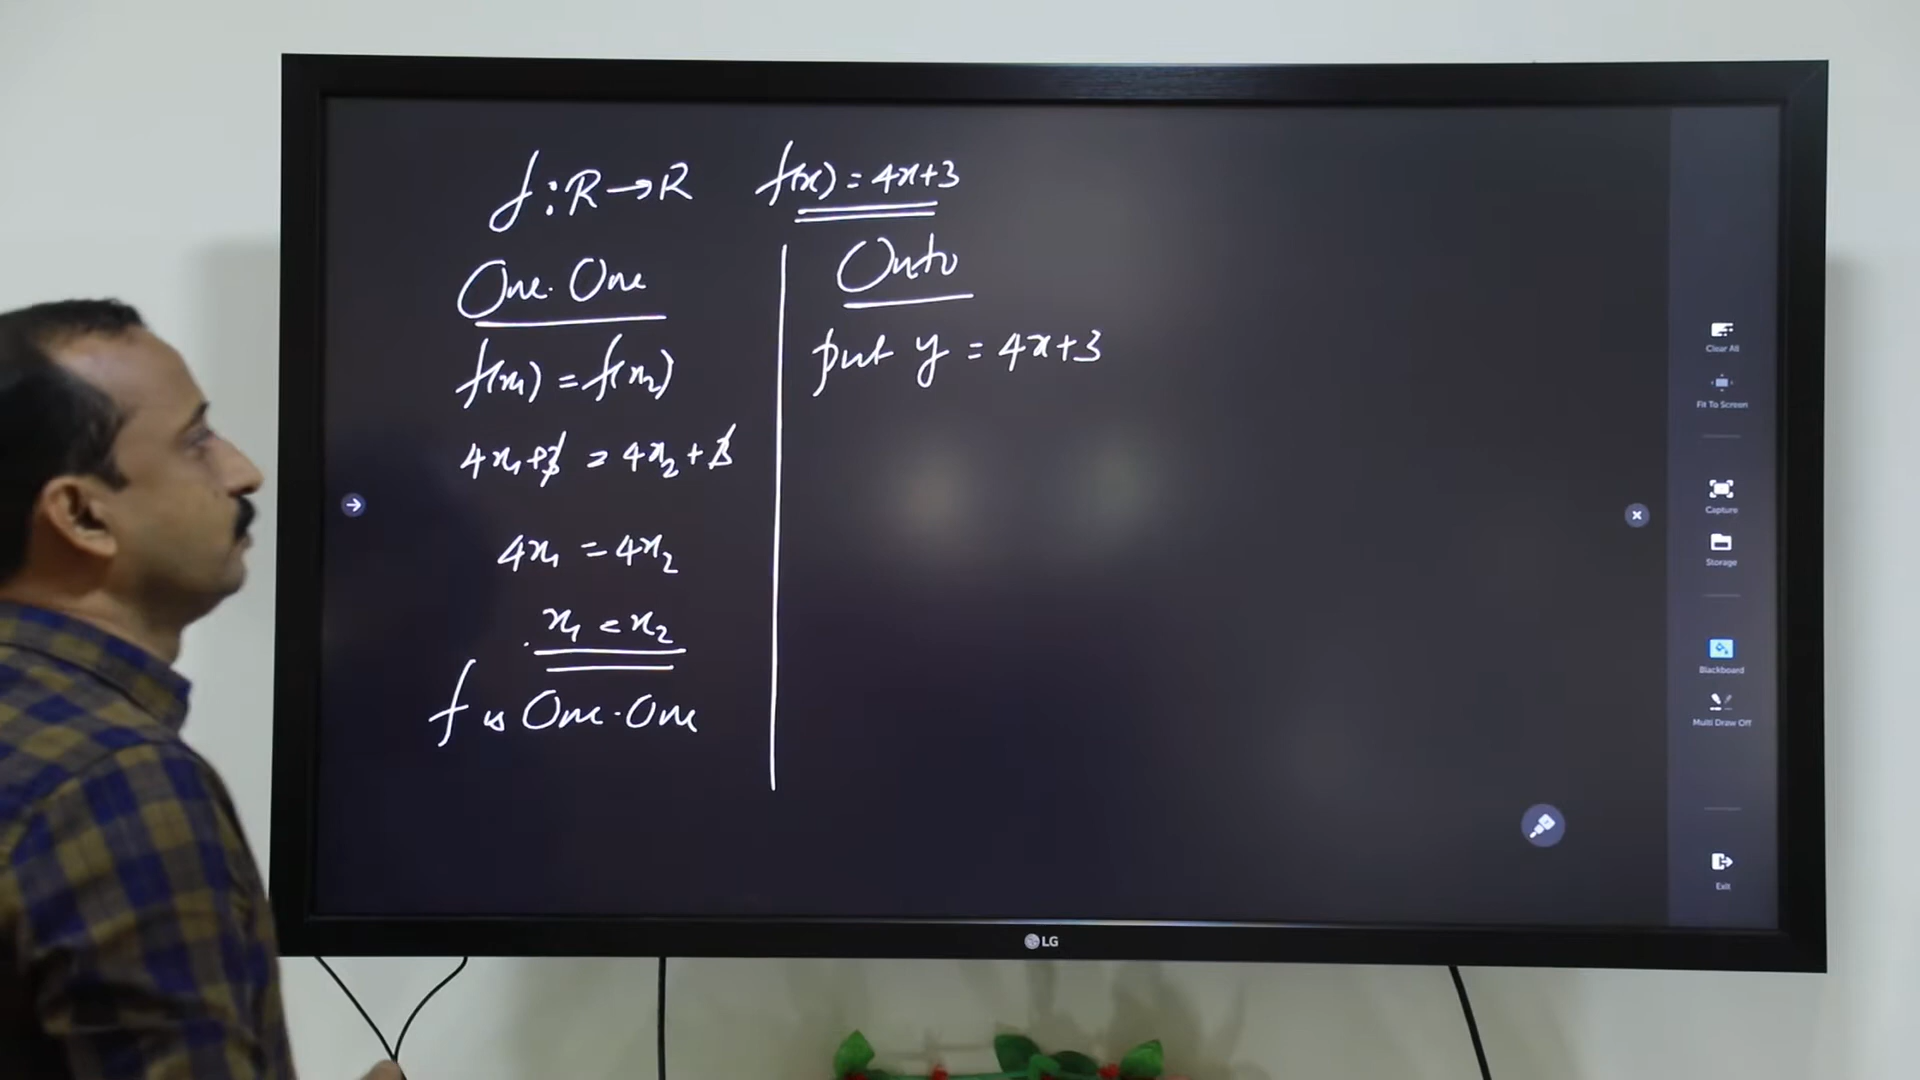 f : R → R f(x) = 4x+3
One-One
f(x₁) = f(x₂)
4x₁+3 = 4x₂+3
4x₁ = 4x₂
x₁ = x₂
f is One-One
Onto
put y = 4x+3
Clear All
Fit To Screen
Capture
Storage
Blackboard
Multi Draw Off
Exit
LG